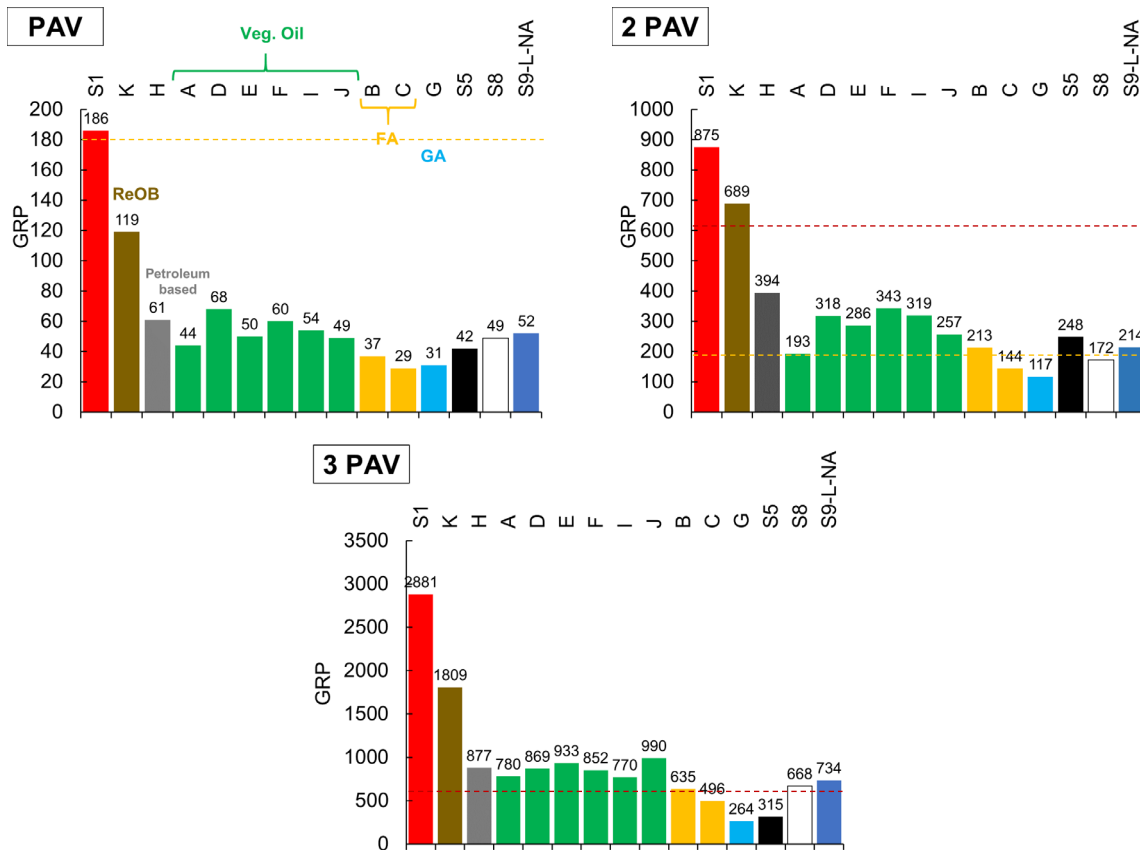 PAV
Veg. Oil
S1 K H A D E F I J B C G S5 S8 S9-L-NA
FA
GA
ReOB
Petroleum
based
GRP
200
180
160
140
120
100
80
60
40
20
0
186 119 61 44 68 50 60 54 49 37 29 31 42 49 52
2 PAV
S1 K H A D E F I J B C G S5 S8 S9-L-NA
GRP
1000
900
800
700
600
500
400
300
200
100
0
875 689 394 193 318 286 343 319 257 213 144 117 248 172 214
3 PAV
S1 K H A D E F I J B C G S5 S8 S9-L-NA
GRP
3500
3000
2500
2000
1500
1000
500
0
2881 1809 877 780 869 933 852 770 990 635 496 264 315 668 734